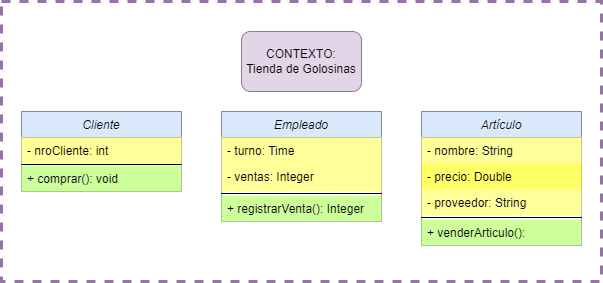 CONTEXTO:
Tienda de Golosinas
Cliente
- nroCliente: int
+ comprar(): void
Empleado
- turno: Time
- ventas: Integer
+ registrarVenta(): Integer
Artículo
- nombre: String
- precio: Double
- proveedor: String
+ venderArticulo():